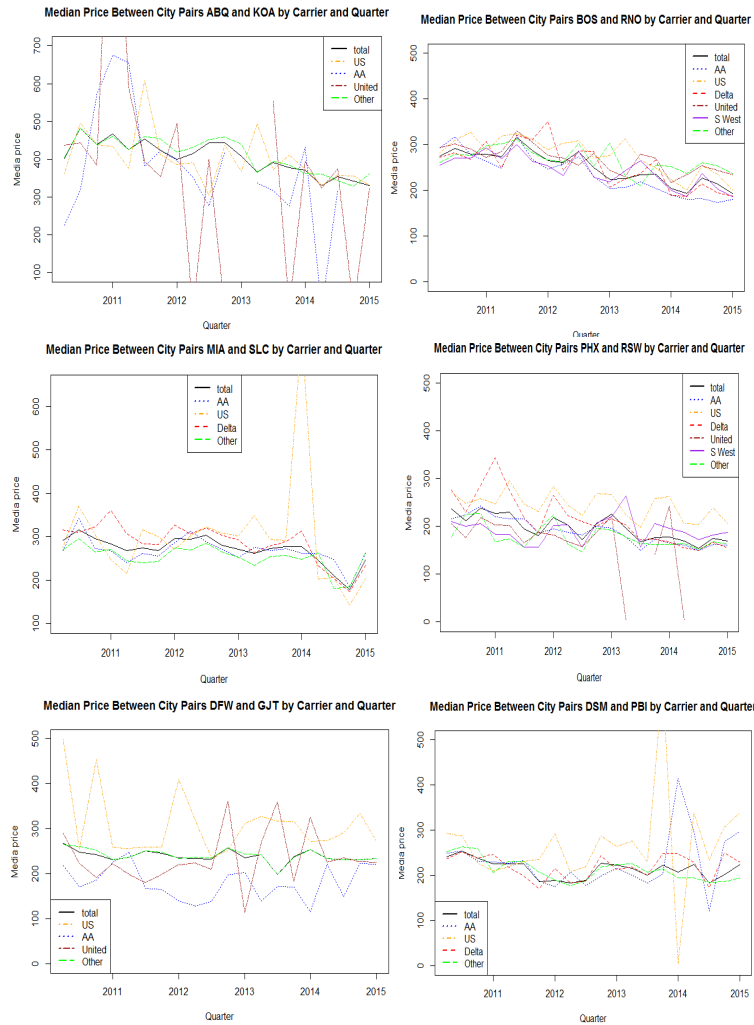 Median Price Between City Pairs ABQ and KOA by Carrier and Quarter
700
600
500
400
300
200
100
Media price
total
US
AA
United
Other
2011
2012
2013
2014
2015
Quarter
Median Price Between City Pairs BOS and RNO by Carrier and Quarter
500
400
300
200
100
0
Media price
total
AA
US
Delta
United
S West
Other
2011
2012
2013
2014
2015
Quarter
Median Price Between City Pairs MIA and SLC by Carrier and Quarter
600
500
400
300
200
100
Media price
total
AA
US
Delta
Other
2011
2012
2013
2014
2015
Quarter
Median Price Between City Pairs PHX and RSW by Carrier and Quarter
500
400
300
200
100
0
Media price
total
AA
US
Delta
United
S West
Other
2011
2012
2013
2014
2015
Quarter
Median Price Between City Pairs DFW and GJT by Carrier and Quarter
500
400
300
200
100
0
Media price
total
US
AA
United
Other
2011
2012
2013
2014
2015
Quarter
Median Price Between City Pairs DSM and PBI by Carrier and Quarter
500
400
300
200
100
0
Media price
total
AA
US
Delta
Other
2011
2012
2013
2014
2015
Quarter